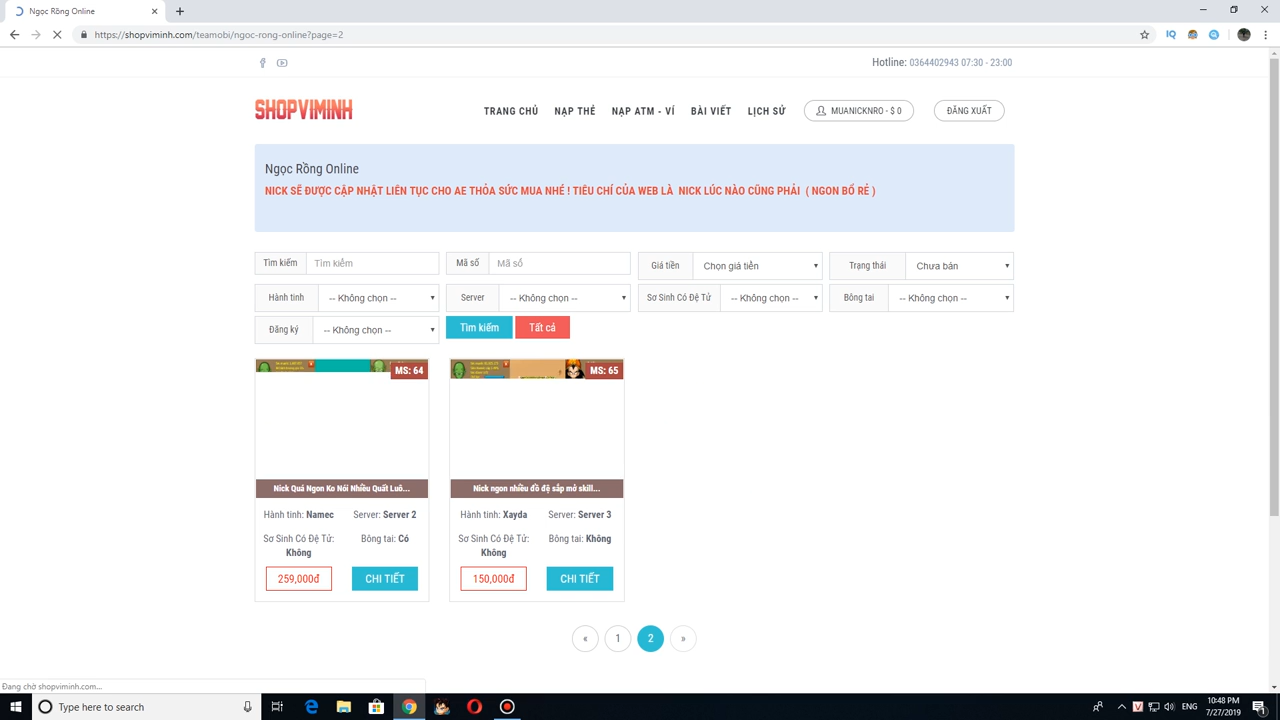 Ngọc Rồng Online
https://shopviminh.com/teamobi/ngoc-rong-online?page=2
Hotline: 0364402943 07:30 - 23:00
SHOPVIMINH
TRANG CHỦ NẠP THẺ NẠP ATM - VÍ BÀI VIẾT LỊCH SỬ MUANICKNRO - $ 0 ĐĂNG XUẤT
Ngọc Rồng Online
NICK SẼ ĐƯỢC CẬP NHẬT LIÊN TỤC CHO AE THỎA SỨC MUA NHÉ ! TIÊU CHÍ CỦA WEB LÀ NICK LÚC NÀO CŨNG PHẢI ( NGON BỔ RẺ )
Tìm kiếm Tìm kiếm Mã số Mã số Giá tiền Chọn giá tiền Trạng thái Chưa bán
Hành tinh -- Không chọn -- Server -- Không chọn -- Sơ Sinh Có Đệ Tử -- Không chọn -- Bông tai -- Không chọn --
Đăng ký -- Không chọn -- Tìm kiếm Tất cả
MS: 64 MS: 65
Nick Quá Ngon Ko Nói Nhiều Quất Luô... Nick ngon nhiều đồ đệ sắp mở skill...
Hành tinh: Namec Server: Server 2 Hành tinh: Xayda Server: Server 3
Sơ Sinh Có Đệ Tử: Bông tai: Có Sơ Sinh Có Đệ Tử: Bông tai: Không
Không Không
259,000đ CHI TIẾT 150,000đ CHI TIẾT
« 1 2 »
Đang chờ shopviminh.com...
Type here to search
ENG
10:48 PM
7/27/2019